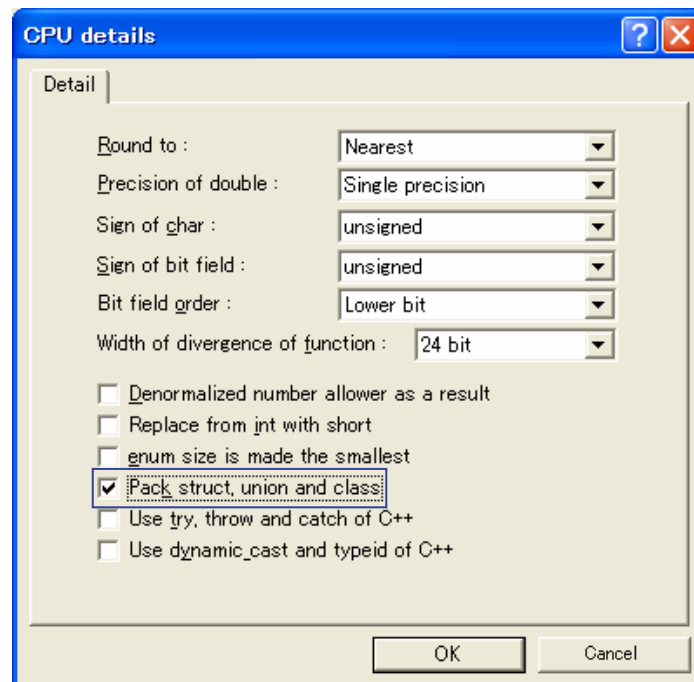 CPU details
Detail
Round to : Nearest
Precision of double : Single precision
Sign of char : unsigned
Sign of bit field : unsigned
Bit field order : Lower bit
Width of divergence of function : 24 bit
Denormalized number allower as a result
Replace from int with short
enum size is made the smallest
Pack struct, union and class
Use try, throw and catch of C++
Use dynamic_cast and typeid of C++
OK Cancel